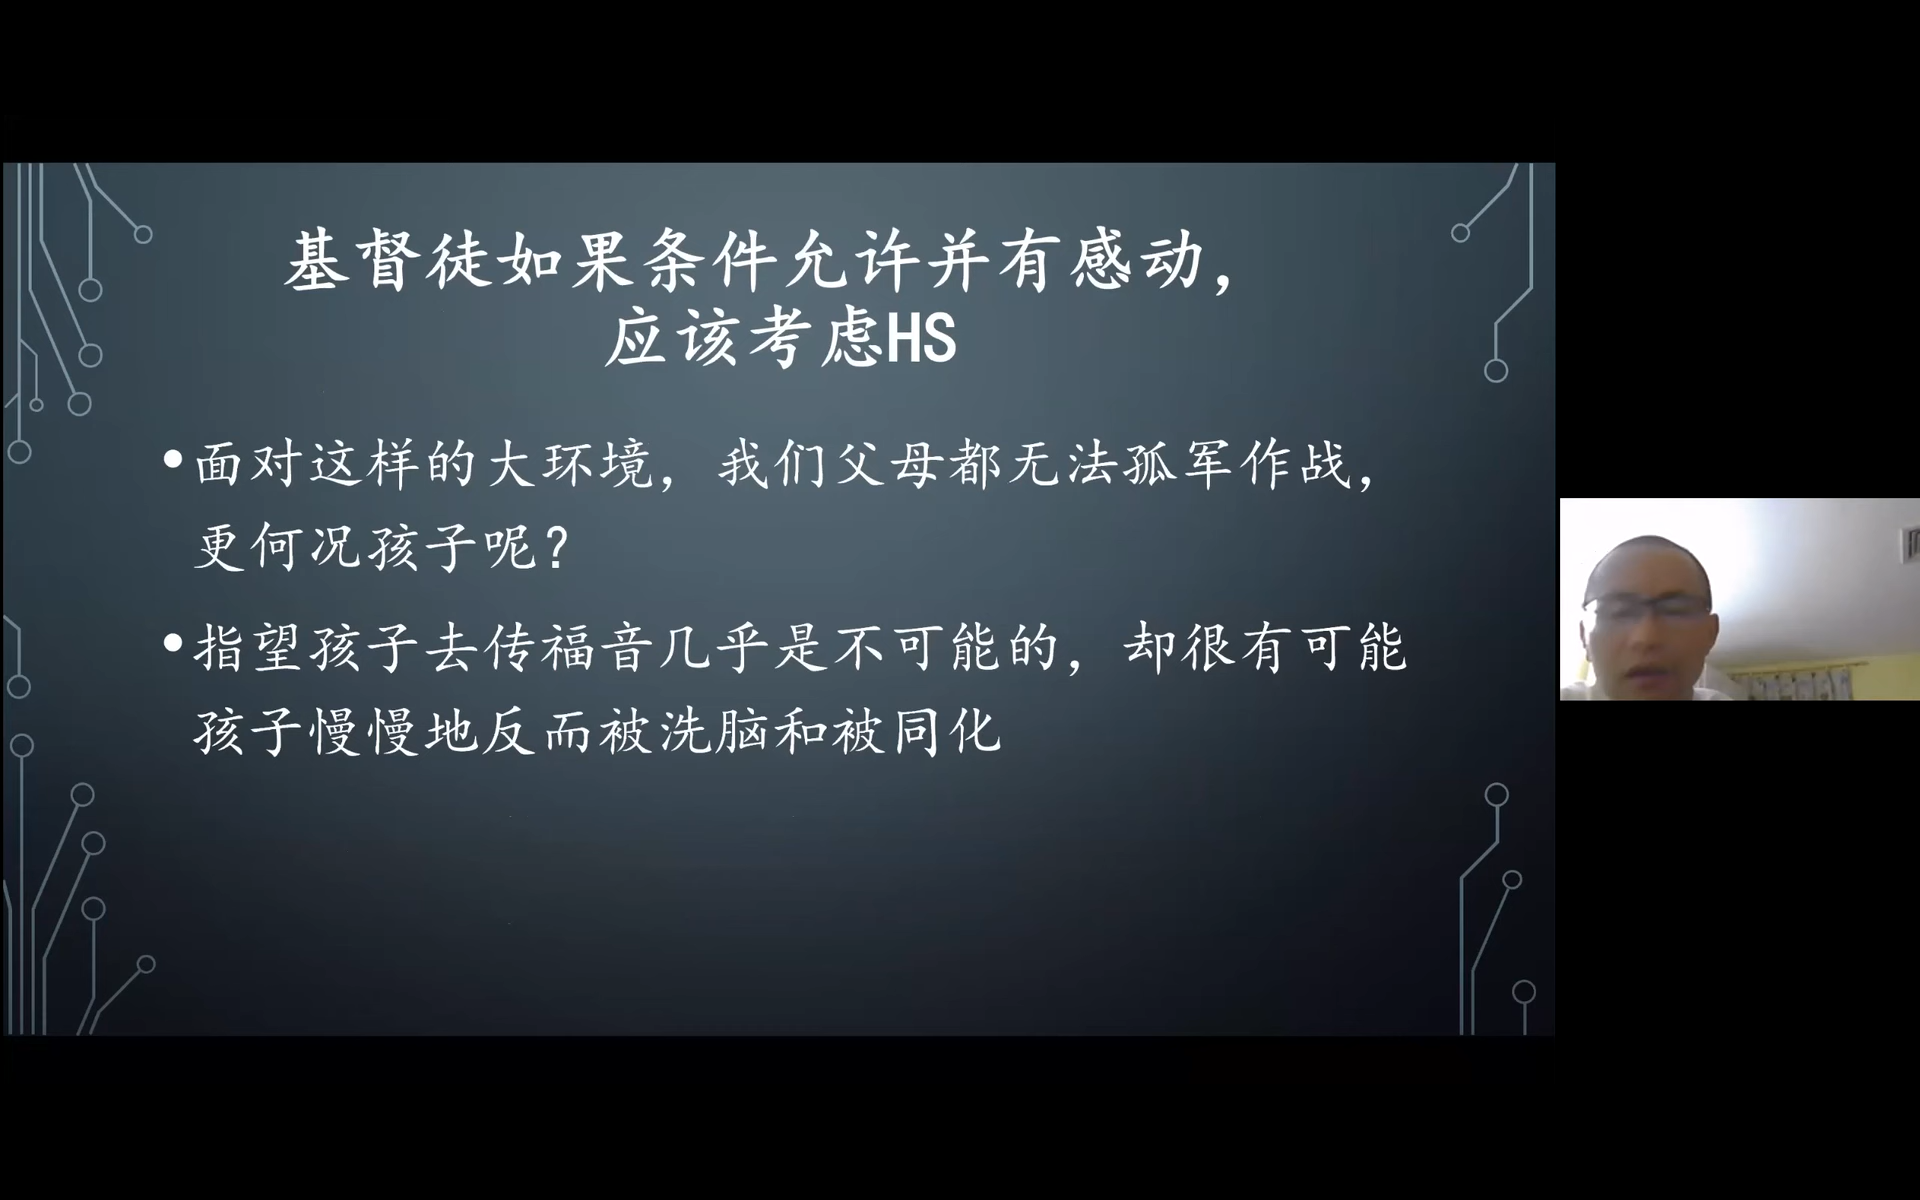 基督徒如果条件允许并有感动，
应该考虑HS
•面对这样的大环境，我们父母都无法孤军作战，
更何况孩子呢？
•指望孩子去传福音几乎是不可能的，却很有可能
孩子慢慢地反而被洗脑和被同化